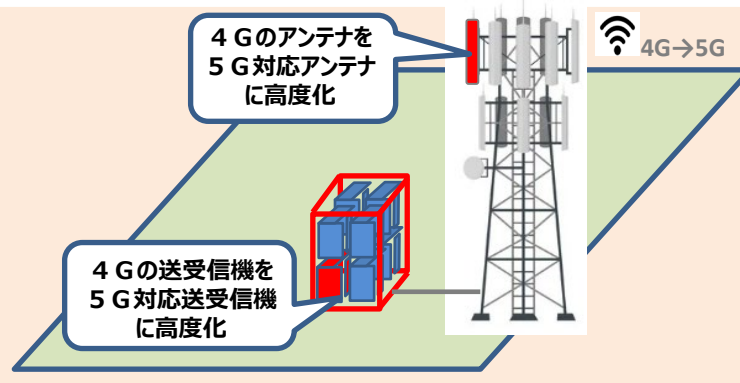 ４Ｇのアンテナを
５Ｇ対応アンテナ
に高度化
4G→5G
４Ｇの送受信機を
５Ｇ対応送受信機
に高度化